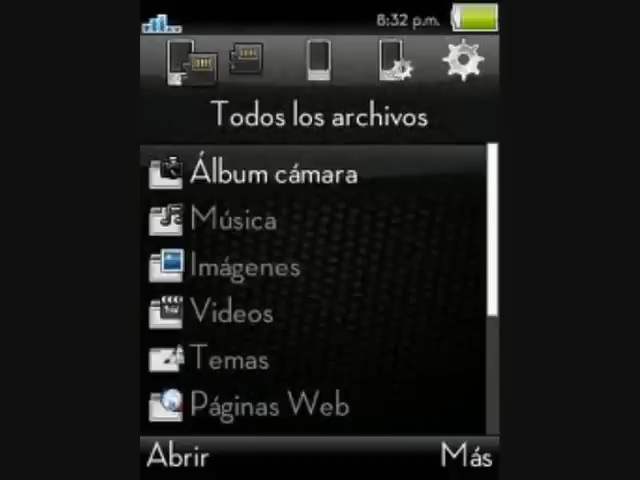 8:32 p.m.
Todos los archivos
Álbum cámara
Música
Imágenes
Videos
Temas
Páginas Web
Abrir
Más